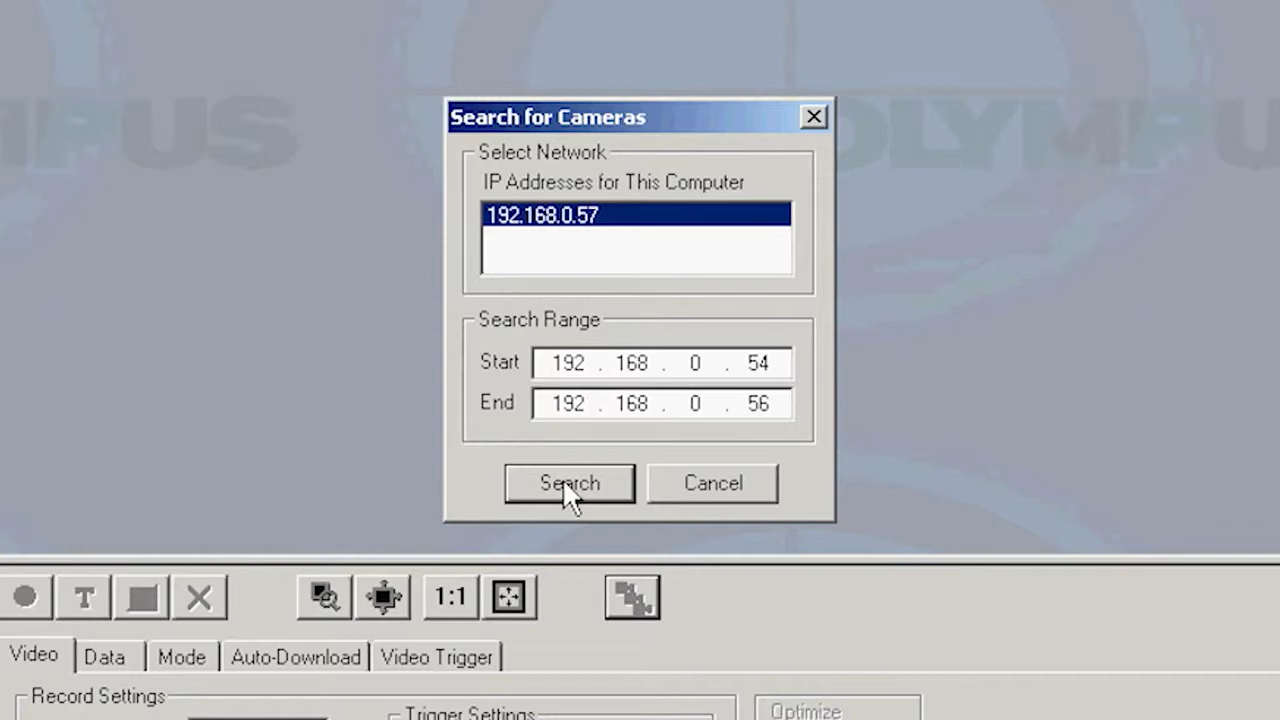 PUS
OLYMPUS
Search for Cameras
Select Network
IP Addresses for This Computer
192.168.0.57
Search Range
Start 192 . 168 . 0 . 54
End 192 . 168 . 0 . 56
Search Cancel
T 1:1
Video Data Mode Auto-Download Video Trigger
Record Settings
Trigger Settings
Optimize